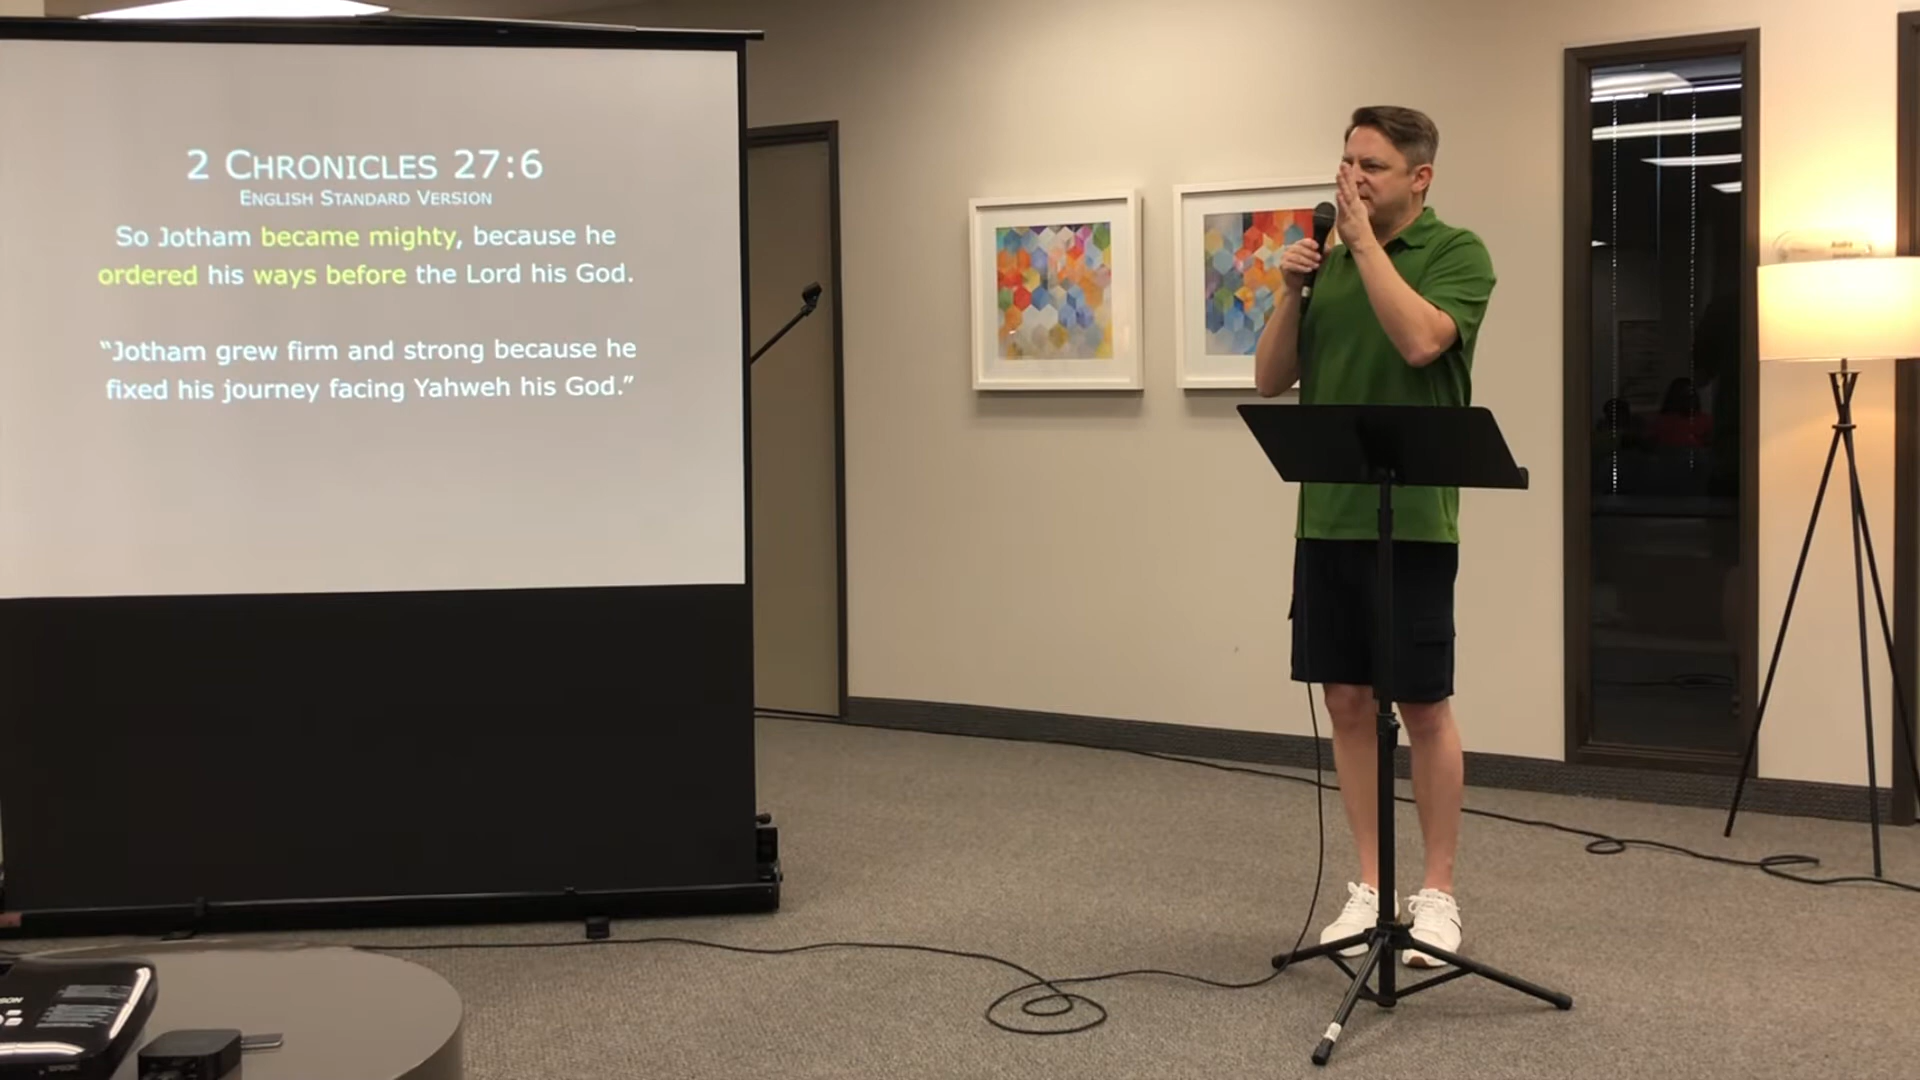 2 Chronicles 27:6
English Standard Version
So Jotham became mighty, because he
ordered his ways before the Lord his God.
“Jotham grew firm and strong because he
fixed his journey facing Yahweh his God.”